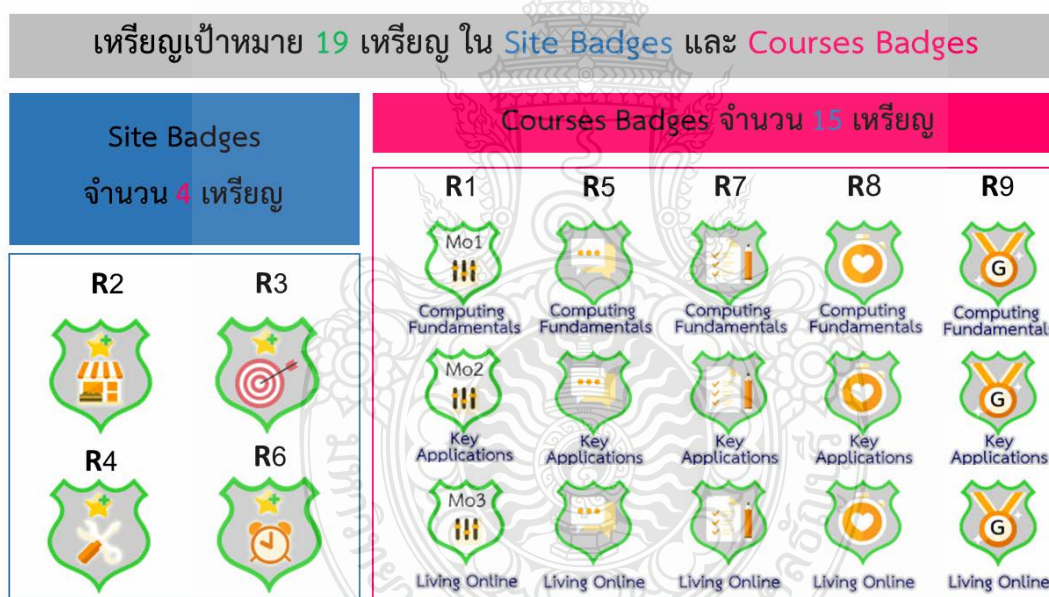 เหรียญเป้าหมาย 19 เหรียญ ใน Site Badges และ Courses Badges
Site Badges
จำนวน 4 เหรียญ
R2 R3
R4 R6
Courses Badges จำนวน 15 เหรียญ
R1 R5 R7 R8 R9
Mo1
G
Computing Computing Computing Computing Computing
Fundamentals Fundamentals Fundamentals Fundamentals Fundamentals
Mo2
G
Key Key Key Key Key
Applications Applications Applications Applications Applications
Mo3
G
Living Online Living Online Living Online Living Online Living Online